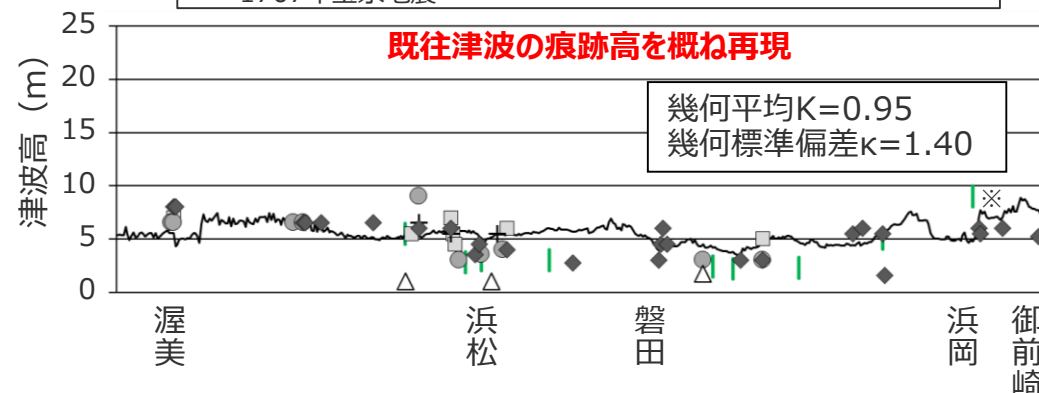 既往津波の痕跡高を概ね再現
幾何平均K=0.95
幾何標準偏差κ=1.40
津波高（m）
25
20
15
10
5
0
※
渥美
浜松
磐田
浜岡
御前崎